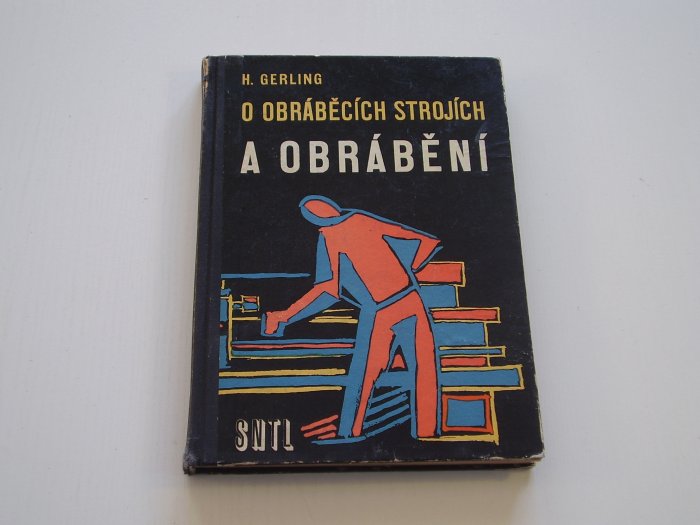 H. GERLING
O OBRÁBĚCÍCH STROJÍCH
A OBRÁBĚNÍ
SNTL